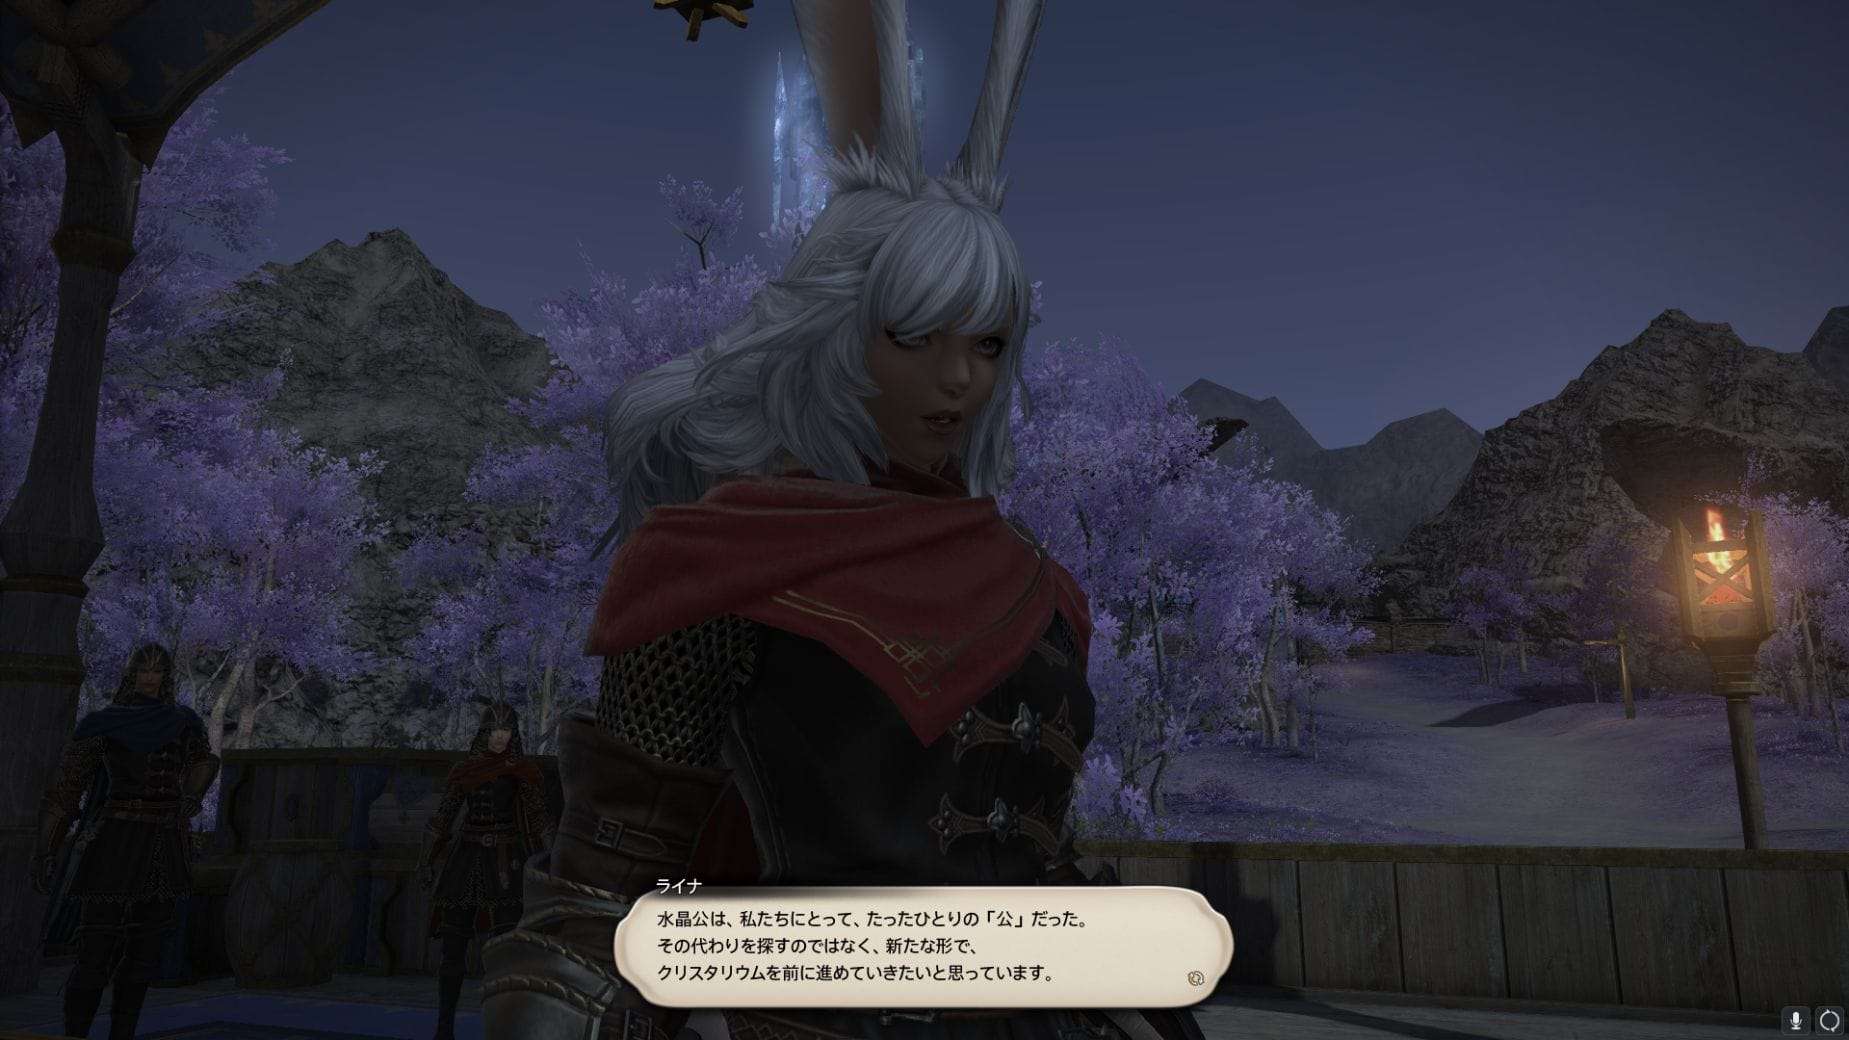 ライナ
水晶公は、私たちにとって、たったひとりの「公」だった。
その代わりを探すのではなく、新たな形で、
クリスタリウムを前に進めていきたいと思っています。